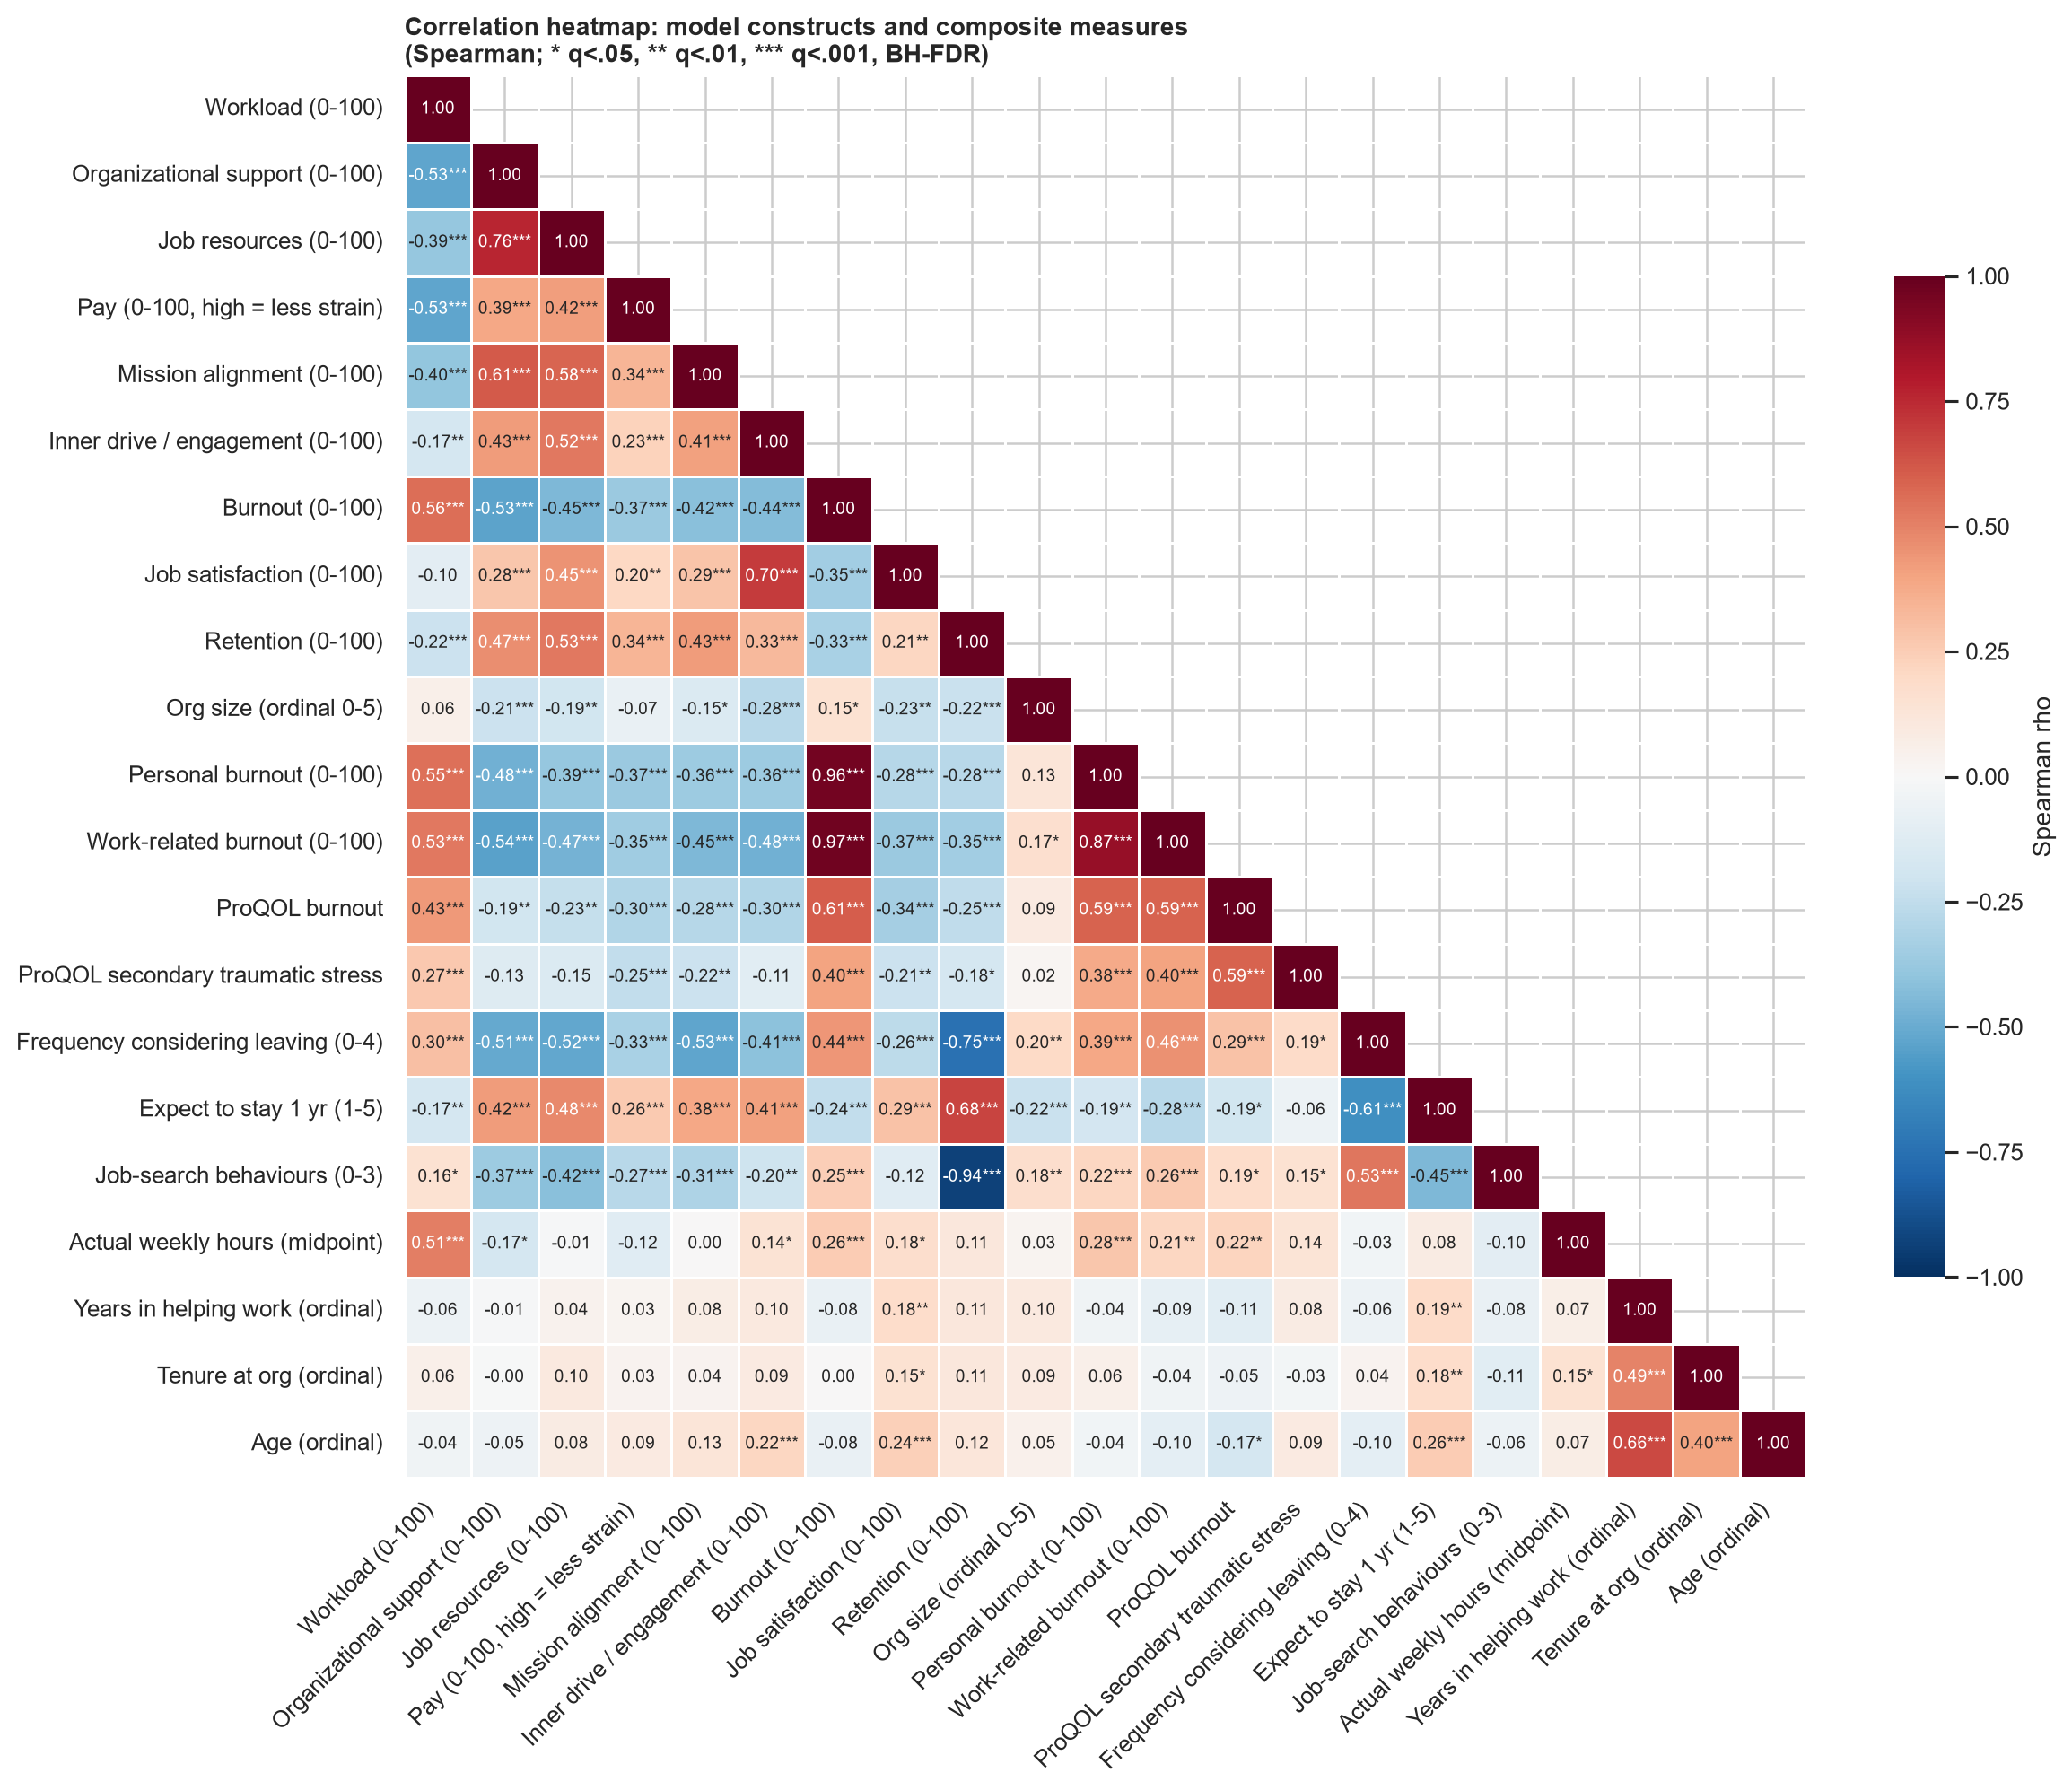 Correlation heatmap: model constructs and composite measures
(Spearman; * q<.05, ** q<.01, *** q<.001, BH-FDR)
Workload (0-100) 1.00
Organizational support (0-100) -0.53*** 1.00
Job resources (0-100) -0.39*** 0.76*** 1.00
Pay (0-100, high = less strain) -0.53*** 0.39*** 0.42*** 1.00
Mission alignment (0-100) -0.40*** 0.61*** 0.58*** 0.34*** 1.00
Inner drive / engagement (0-100) -0.17** 0.43*** 0.52*** 0.23*** 0.41*** 1.00
Burnout (0-100) 0.56*** -0.53*** -0.45*** -0.37*** -0.42*** -0.44*** 1.00
Job satisfaction (0-100) -0.10 0.28*** 0.45*** 0.20** 0.29*** 0.70*** -0.35*** 1.00
Retention (0-100) -0.22*** 0.47*** 0.53*** 0.34*** 0.43*** 0.33*** -0.33*** 0.21** 1.00
Org size (ordinal 0-5) 0.06 -0.21*** -0.19** -0.07 -0.15* -0.28*** 0.15* -0.23** -0.22*** 1.00
Personal burnout (0-100) 0.55*** -0.48*** -0.39*** -0.37*** -0.36*** -0.36*** 0.96*** -0.28*** -0.28*** 0.13 1.00
Work-related burnout (0-100) 0.53*** -0.54*** -0.47*** -0.35*** -0.45*** -0.48*** 0.97*** -0.37*** -0.35*** 0.17* 0.87*** 1.00
ProQOL burnout 0.43*** -0.19** -0.23** -0.30*** -0.28*** -0.30*** 0.61*** -0.34*** -0.25*** 0.09 0.59*** 0.59*** 1.00
ProQOL secondary traumatic stress 0.27*** -0.13 -0.15 -0.25*** -0.22** -0.11 0.40*** -0.21** -0.18* 0.02 0.38*** 0.40*** 0.59*** 1.00
Frequency considering leaving (0-4) 0.30*** -0.51*** -0.52*** -0.33*** -0.53*** -0.41*** 0.44*** -0.26*** -0.75*** 0.20** 0.39*** 0.46*** 0.29*** 0.19* 1.00
Expect to stay 1 yr (1-5) -0.17** 0.42*** 0.48*** 0.26*** 0.38*** 0.41*** -0.24*** 0.29*** 0.68*** -0.22*** -0.19** -0.28*** -0.19* -0.06 -0.61*** 1.00
Job-search behaviours (0-3) 0.16* -0.37*** -0.42*** -0.27*** -0.31*** -0.20** 0.25*** -0.12 -0.94*** 0.18** 0.22*** 0.26*** 0.19* 0.15* 0.53*** -0.45*** 1.00
Actual weekly hours (midpoint) 0.51*** -0.17* -0.01 -0.12 0.00 0.14* 0.26*** 0.18* 0.11 0.03 0.28*** 0.21** 0.22** 0.14 -0.03 0.08 -0.10 1.00
Years in helping work (ordinal) -0.06 -0.01 0.04 0.03 0.08 0.10 -0.08 0.18** 0.11 0.10 -0.04 -0.09 -0.11 0.08 -0.06 0.19** -0.08 0.07 1.00
Tenure at org (ordinal) 0.06 -0.00 0.10 0.03 0.04 0.09 0.00 0.15* 0.11 0.09 0.06 -0.04 -0.05 -0.03 0.04 0.18** -0.11 0.15* 0.49*** 1.00
Age (ordinal) -0.04 -0.05 0.08 0.09 0.13 0.22*** -0.08 0.24*** 0.12 0.05 -0.04 -0.10 -0.17* 0.09 -0.10 0.26*** -0.06 0.07 0.66*** 0.40*** 1.00
Workload (0-100)
Organizational support (0-100)
Job resources (0-100)
Pay (0-100, high = less strain)
Mission alignment (0-100)
Inner drive / engagement (0-100)
Burnout (0-100)
Job satisfaction (0-100)
Retention (0-100)
Org size (ordinal 0-5)
Personal burnout (0-100)
Work-related burnout (0-100)
ProQOL burnout
ProQOL secondary traumatic stress
Frequency considering leaving (0-4)
Expect to stay 1 yr (1-5)
Job-search behaviours (0-3)
Actual weekly hours (midpoint)
Years in helping work (ordinal)
Tenure at org (ordinal)
Age (ordinal)
1.00
0.75
0.50
0.25
0.00
−0.25
−0.50
−0.75
−1.00
Spearman rho